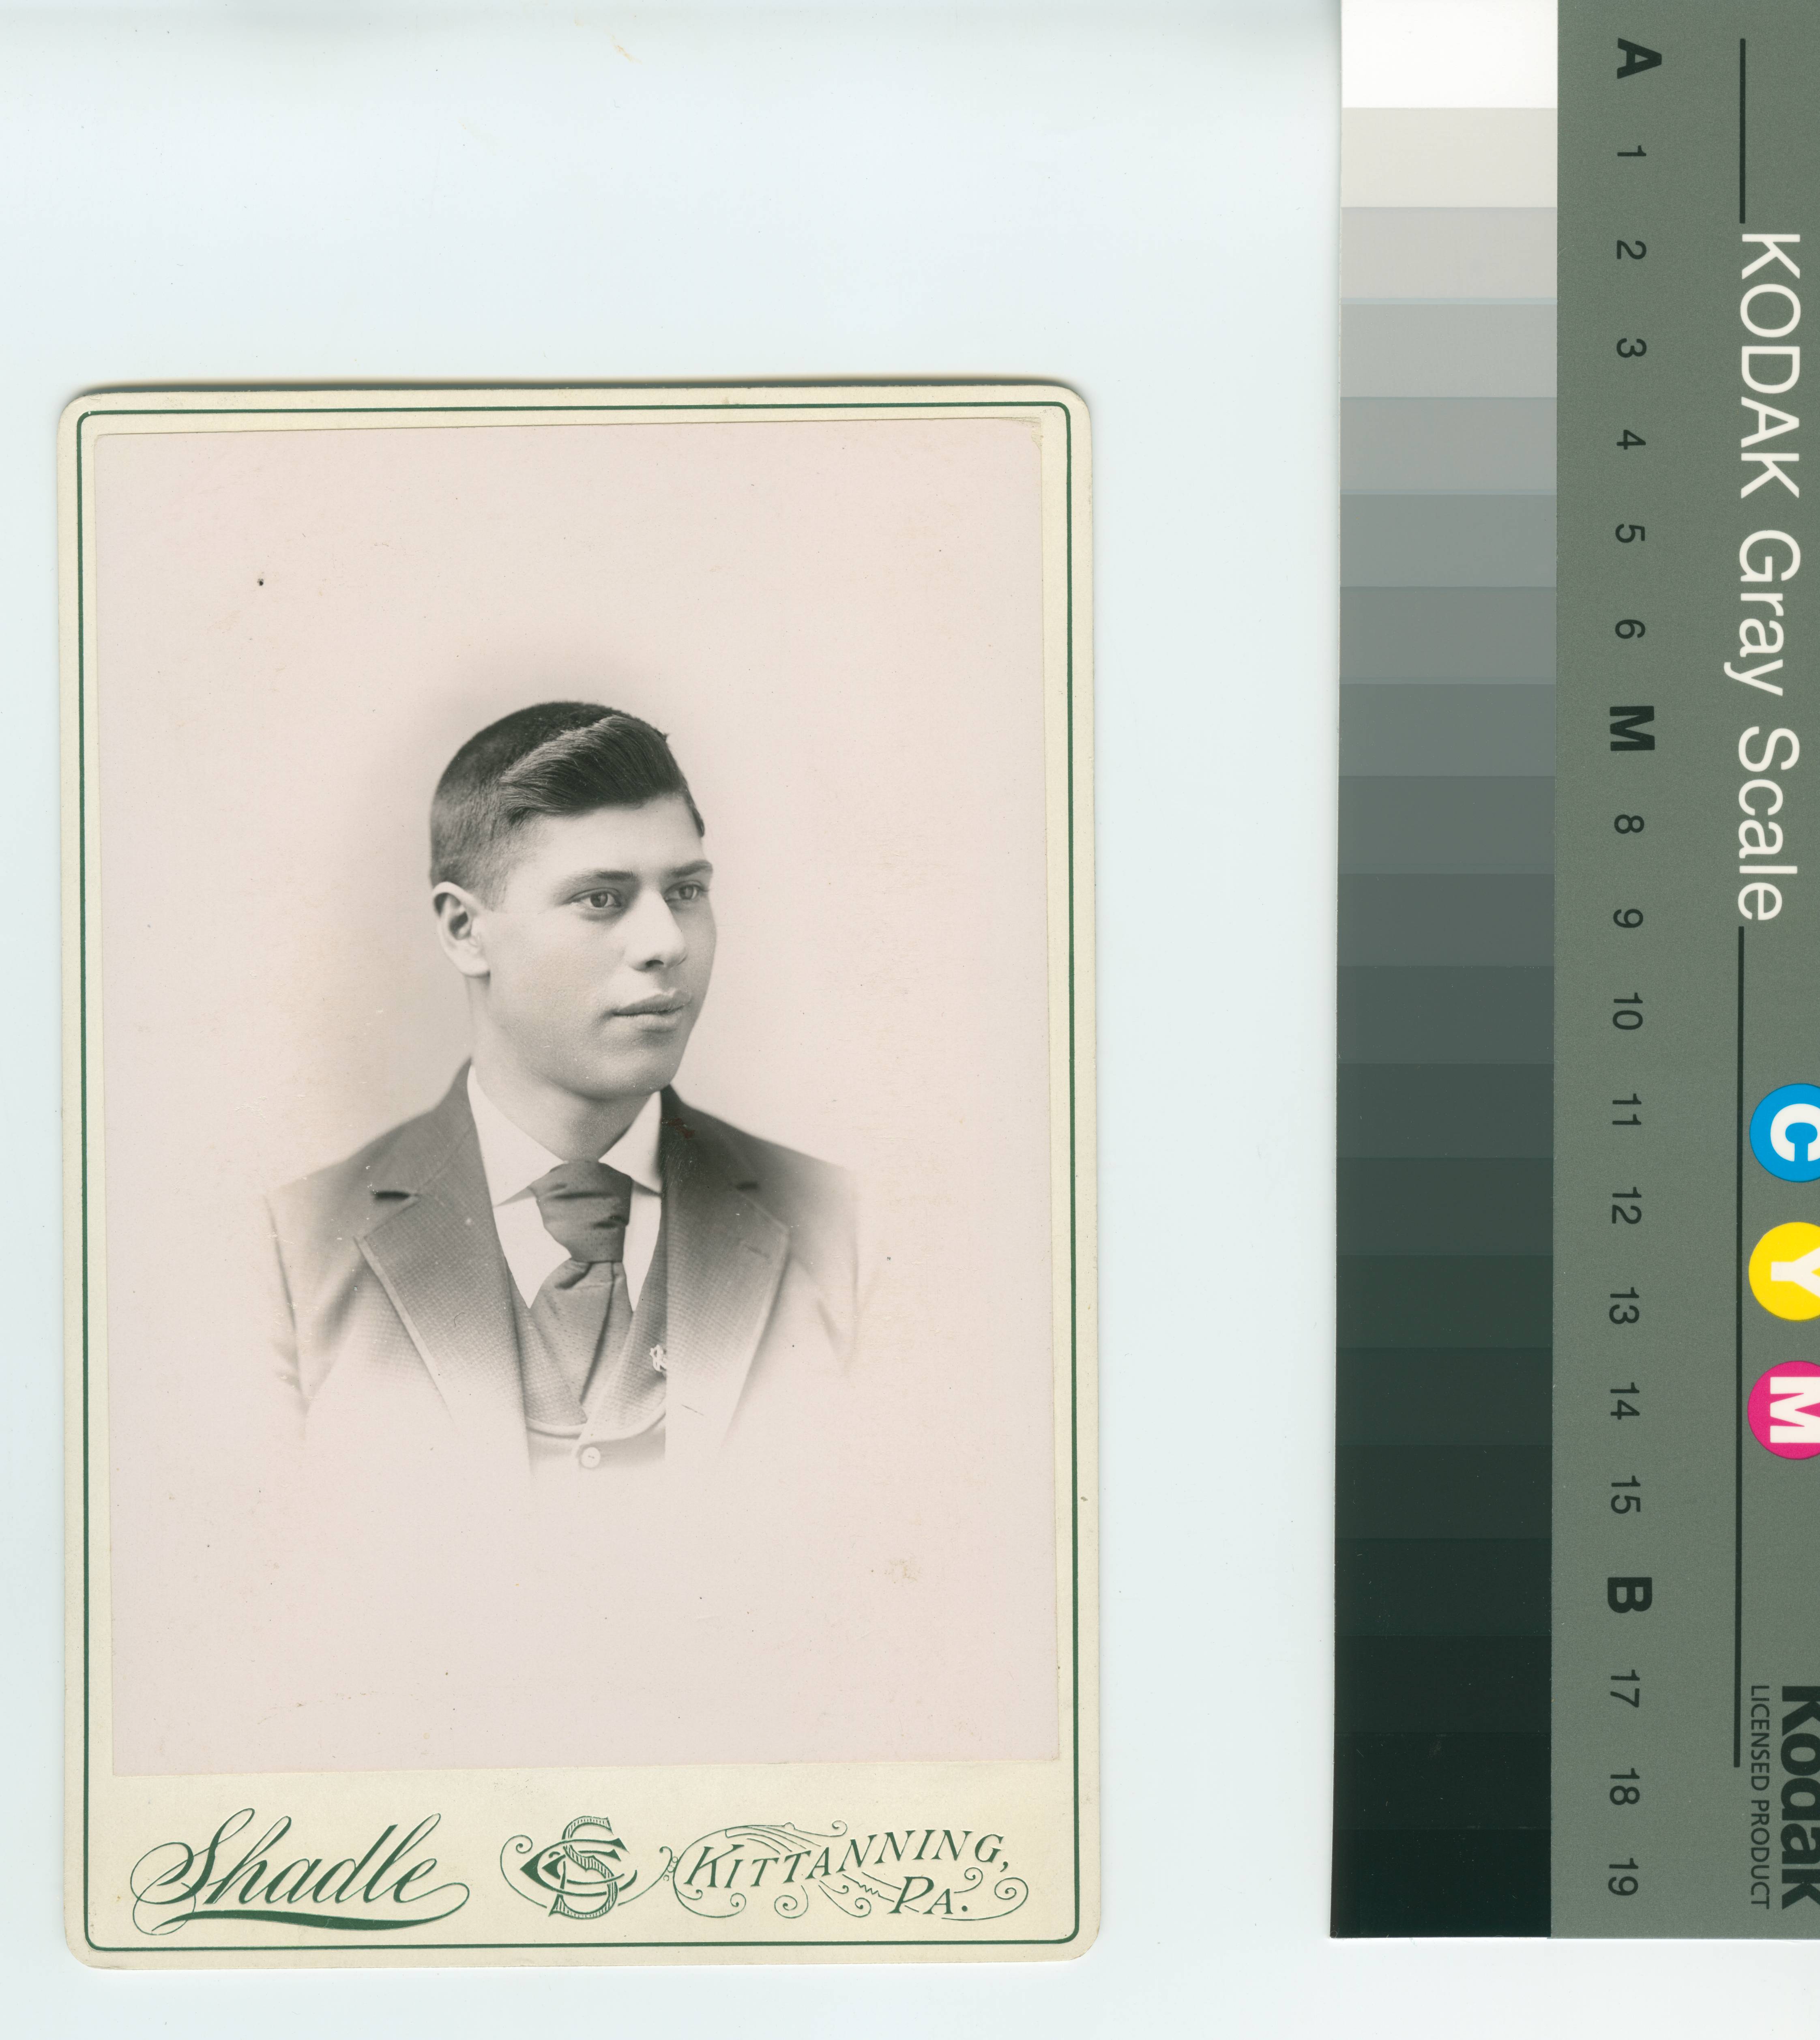 Shadle
CS
KITTANNING,
PA.
KODAK Gray Scale
C
Y
M
Kodak
LICENSED PRODUCT
A
1
2
3
4
5
6
M
8
9
10
11
12
13
14
15
B
17
18
19